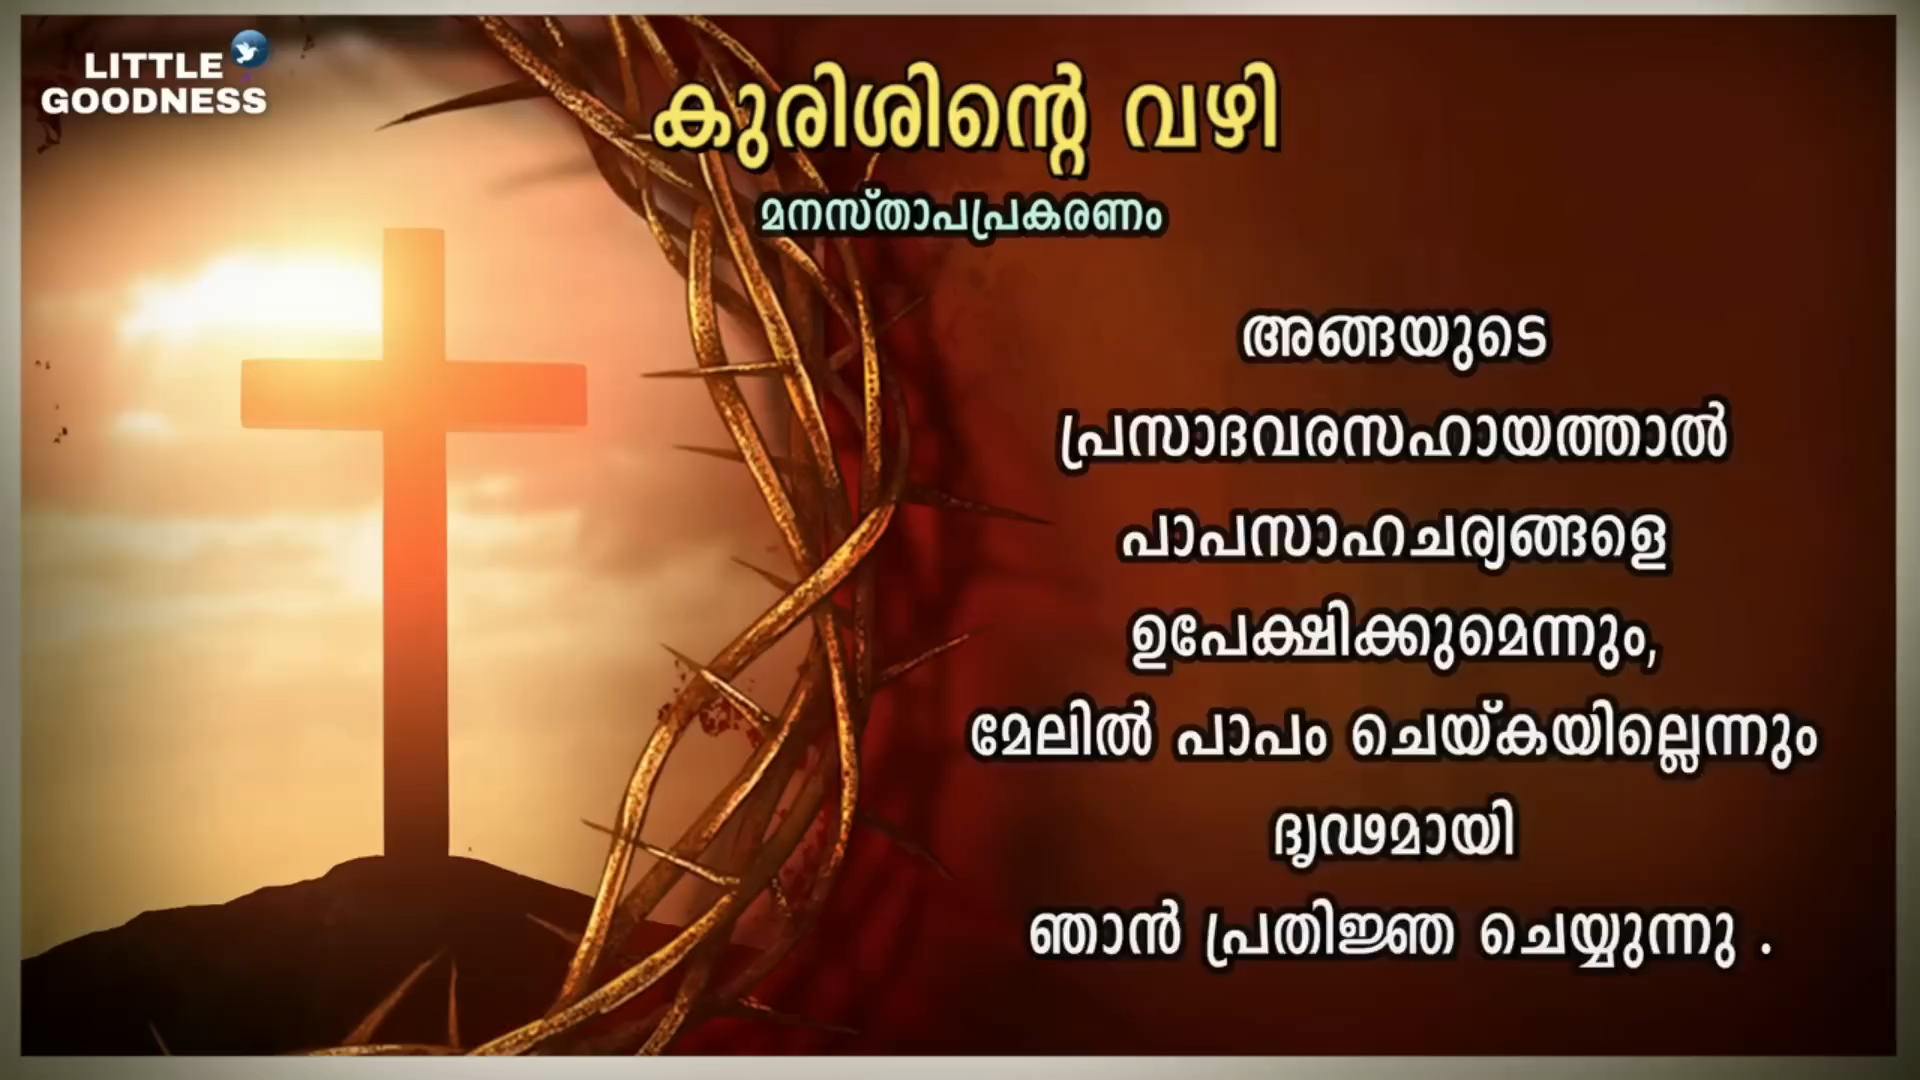 LITTLE
GOODNESS
കുരിശിന്റെ വഴി
മനസ്താപപ്രകരണം
അങ്ങയുടെ
പ്രസാദവരസഹായത്താൽ
പാപസാഹചര്യങ്ങളെ
ഉപേക്ഷിക്കുമെന്നും,
മേലിൽ പാപം ചെയ്കയില്ലെന്നും
ദൃഢമായി
ഞാൻ പ്രതിജ്ഞ ചെയ്യുന്നു .